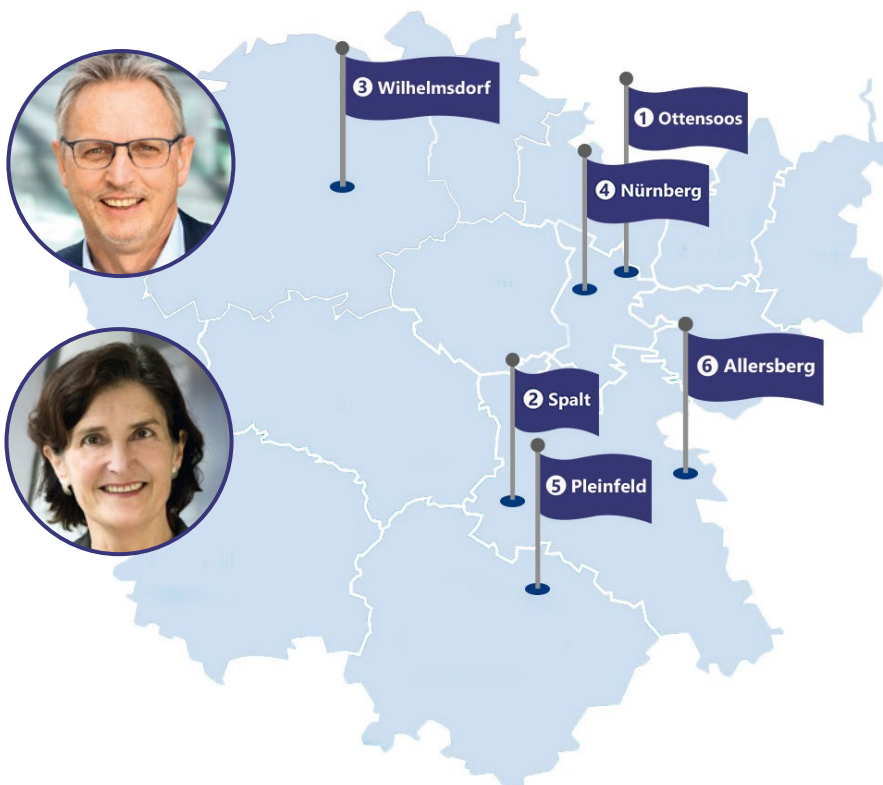 3 Wilhelmsdorf
1 Ottensoos
4 Nürnberg
6 Allersberg
2 Spalt
5 Pleinfeld